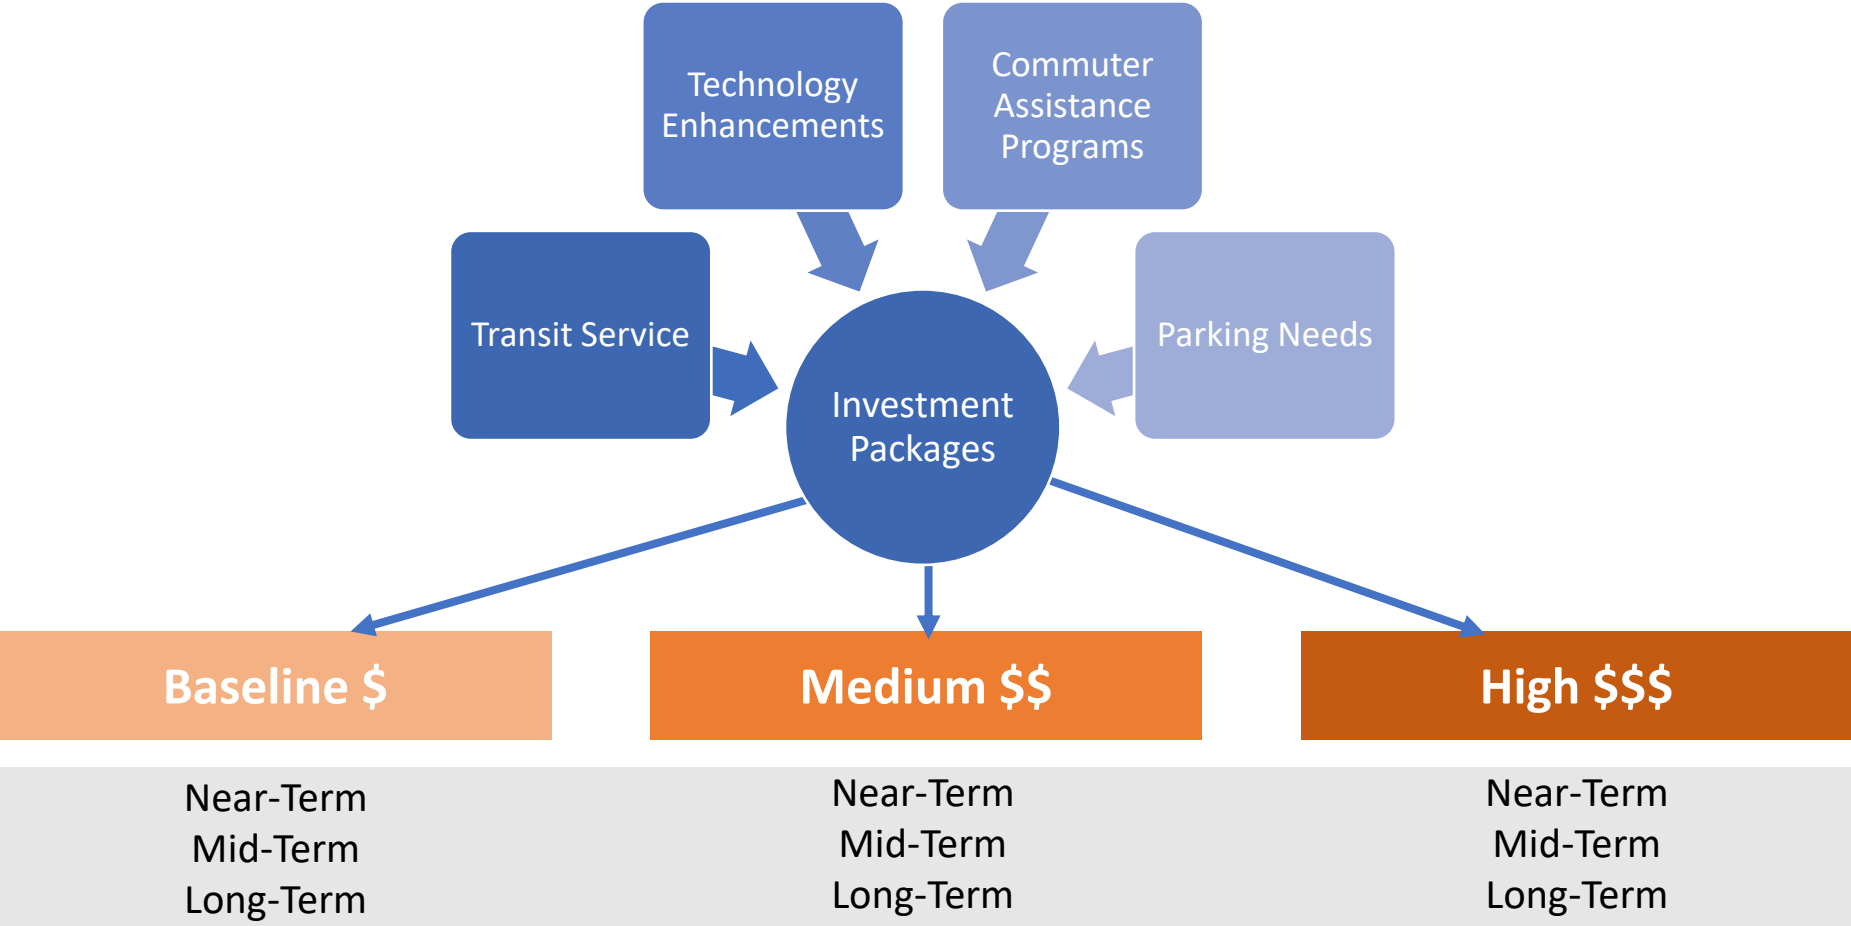 Technology
Enhancements
Commuter
Assistance
Programs
Transit Service
Parking Needs
Investment
Packages
Baseline $
Medium $$
High $$$
Near-Term
Mid-Term
Long-Term
Near-Term
Mid-Term
Long-Term
Near-Term
Mid-Term
Long-Term